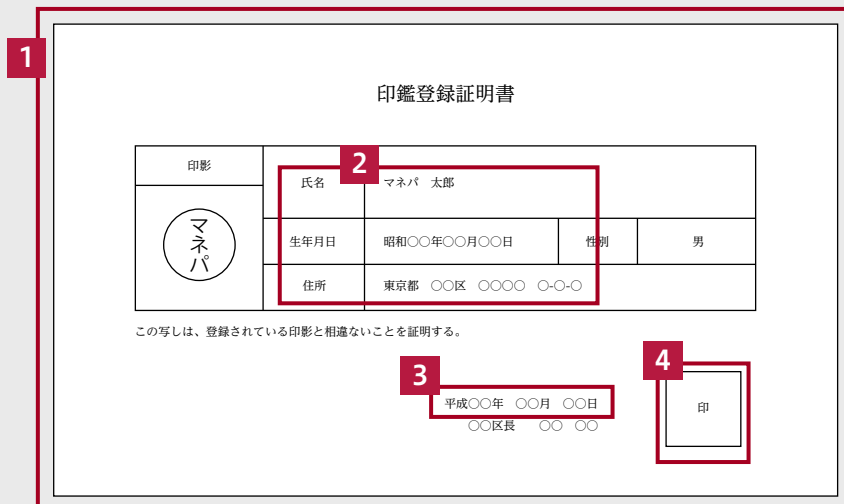 1
印鑑登録証明書
印影
2
氏名
マネパ 太郎
マネパ
生年月日
昭和○○年○○月○○日
性別
男
住所
東京都 ○○区 ○○○○ ○-○-○
この写しは、登録されている印影と相違ないことを証明する。
3
平成○○年 ○○月 ○○日
○○区長 ○○ ○○
4
印